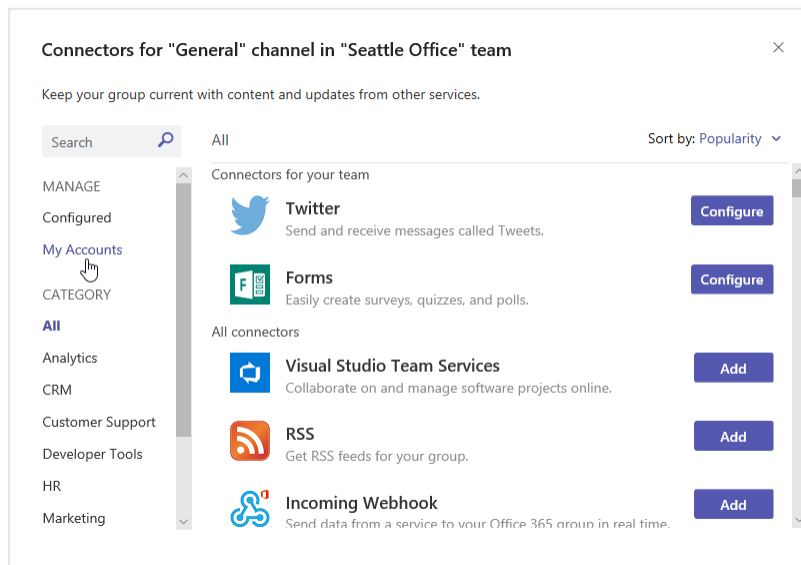 Connectors for "General" channel in "Seattle Office" team
Keep your group current with content and updates from other services.
Search
MANAGE
Configured
My Accounts
CATEGORY
All
Analytics
CRM
Customer Support
Developer Tools
HR
Marketing
All
Sort by: Popularity
Connectors for your team
Twitter
Send and receive messages called Tweets.
Configure
F
Forms
Easily create surveys, quizzes, and polls.
Configure
All connectors
Visual Studio Team Services
Collaborate on and manage software projects online.
Add
RSS
Get RSS feeds for your group.
Add
Incoming Webhook
Send data from a service to your Office 365 group in real time.
Add